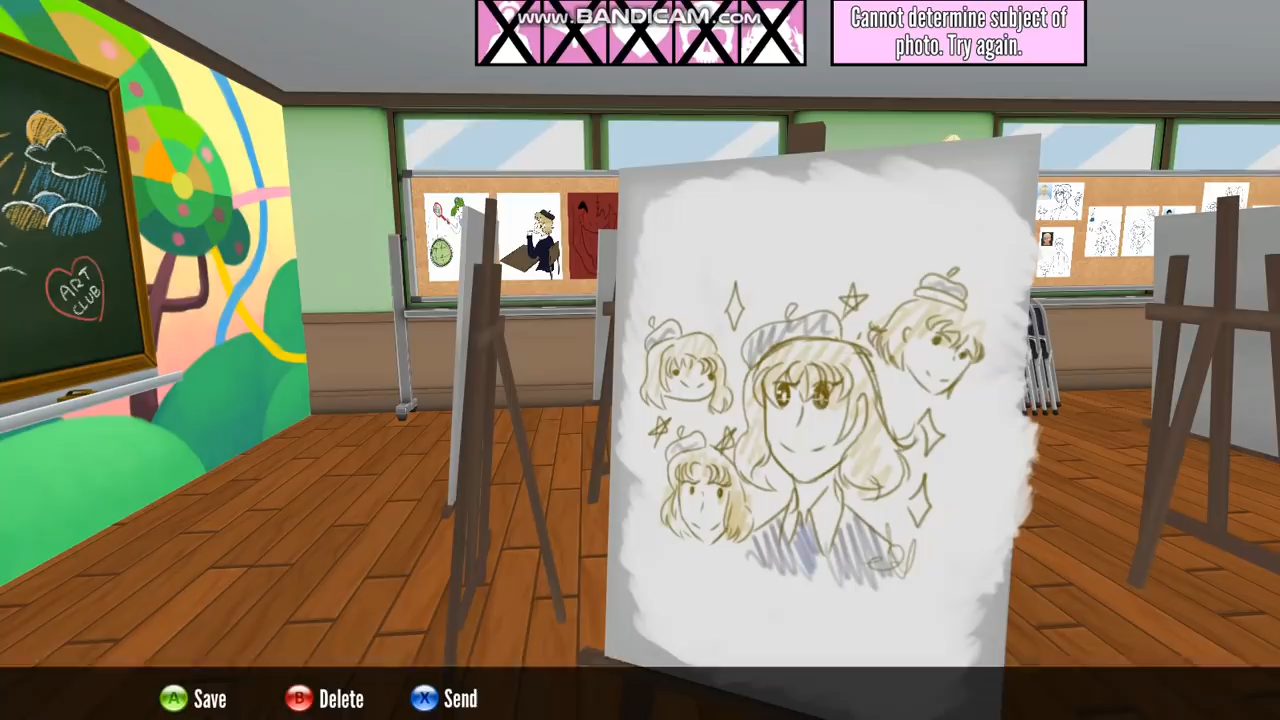 www.BANDICAM.com
Cannot determine subject of
photo. Try again.
ART
CLUB
A Save
B Delete
X Send